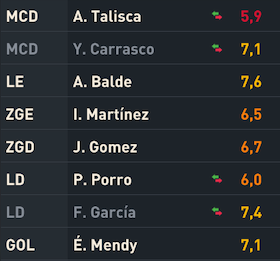 MCD A. Talisca 5,9
MCD Y. Carrasco 7,1
LE A. Balde 7,6
ZGE I. Martínez 6,5
ZGD J. Gomez 6,7
LD P. Porro 6,0
LD F. García 7,4
GOL É. Mendy 7,1